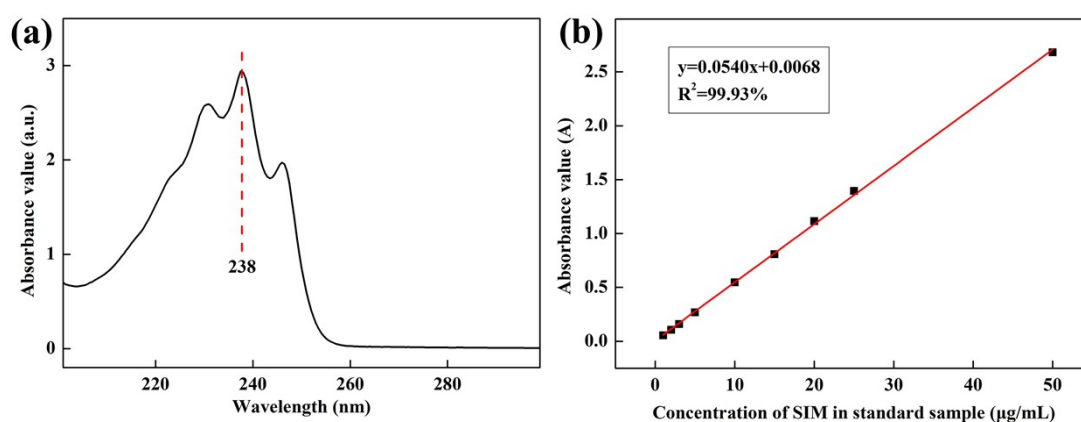 (a)
3
2
1
0
Absorbance value (a.u.)
238
220
240
260
280
Wavelength (nm)
(b)
y=0.0540x+0.0068
R²=99.93%
2.5
2.0
1.5
1.0
0.5
0.0
Absorbance value (A)
0
10
20
30
40
50
Concentration of SIM in standard sample (μg/mL)